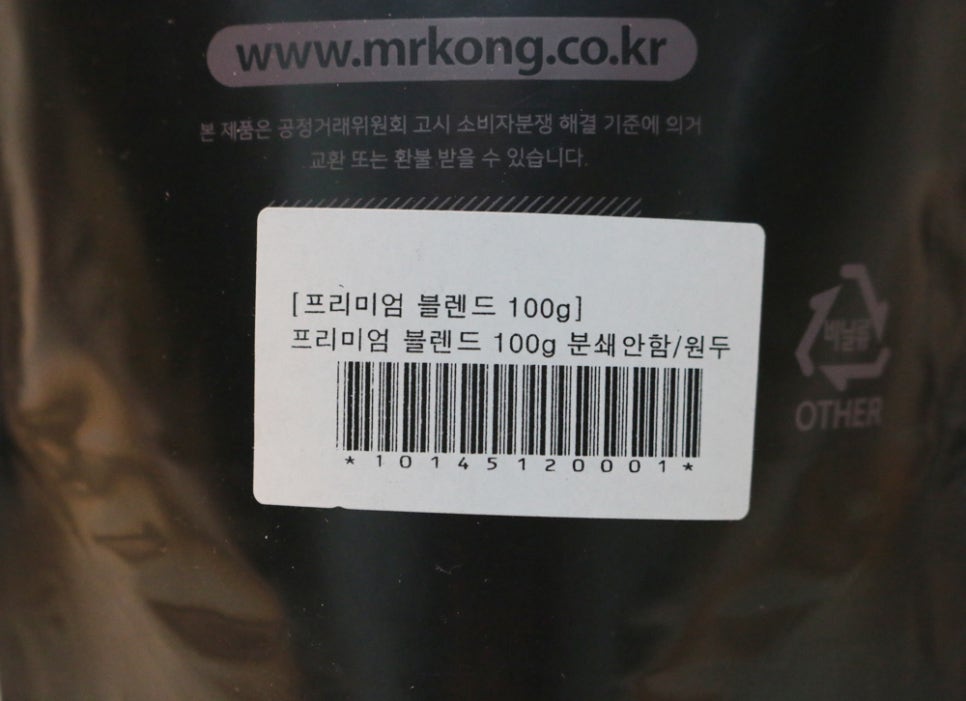 www.mrkong.co.kr
본 제품은 공정거래위원회 고시 소비자분쟁 해결 기준에 의거
교환 또는 환불 받을 수 있습니다.
[프리미엄 블렌드 100g]
프리미엄 블렌드 100g 분쇄안함/원두
*10145120001*
비닐류
OTHER